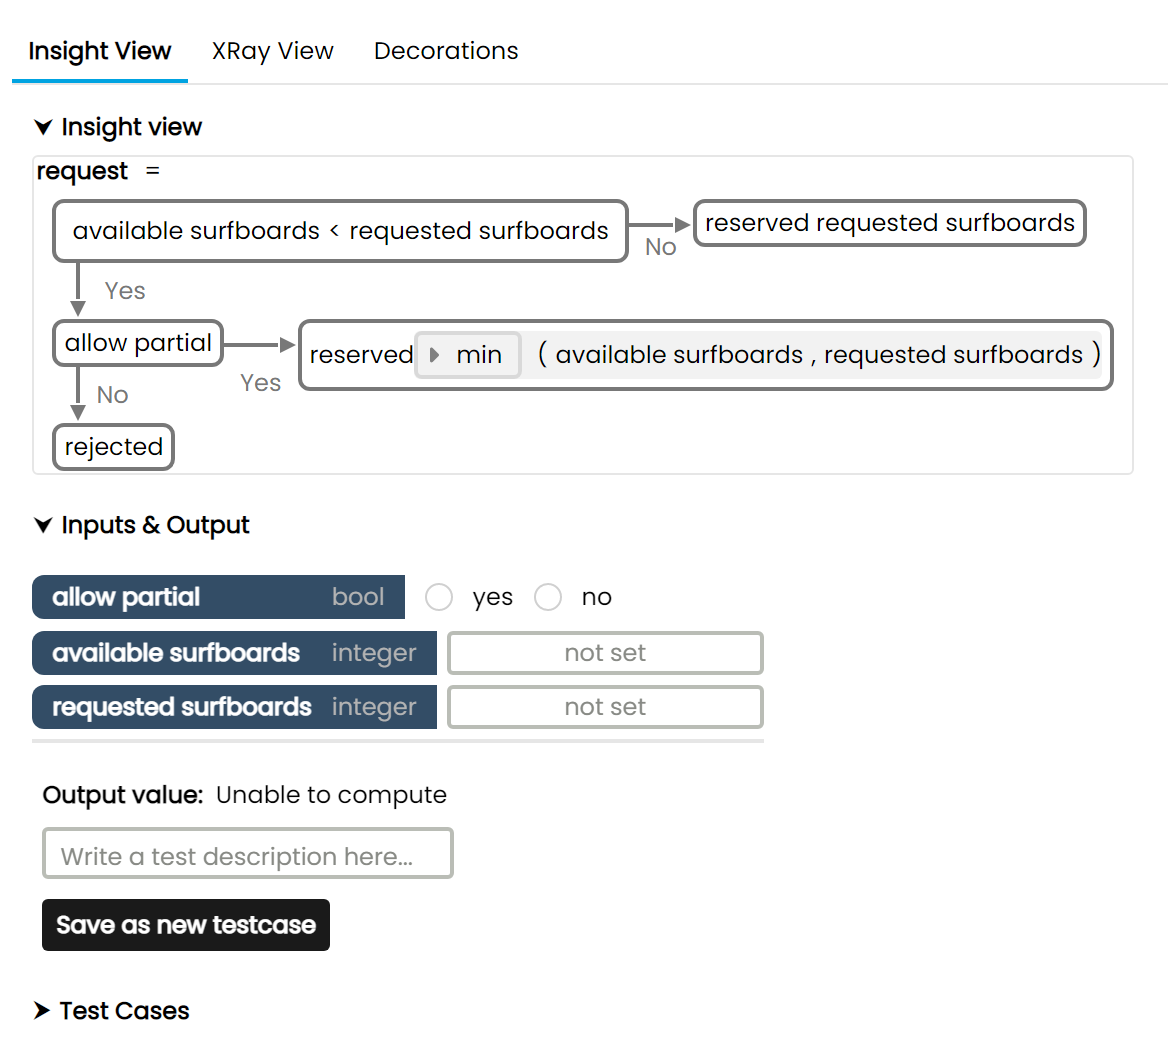 Insight View XRay View Decorations
Insight view
request =
available surfboards < requested surfboards No reserved requested surfboards
Yes
allow partial Yes reserved min ( available surfboards , requested surfboards )
No
rejected
Inputs & Output
allow partial bool yes no
available surfboards integer not set
requested surfboards integer not set
Output value: Unable to compute
Write a test description here...
Save as new testcase
Test Cases